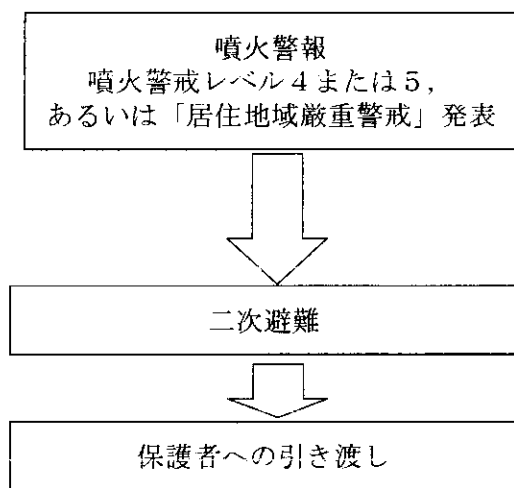 噴火警報
噴火警戒レベル４または５，
あるいは「居住地域厳重警戒」発表
二次避難
保護者への引き渡し